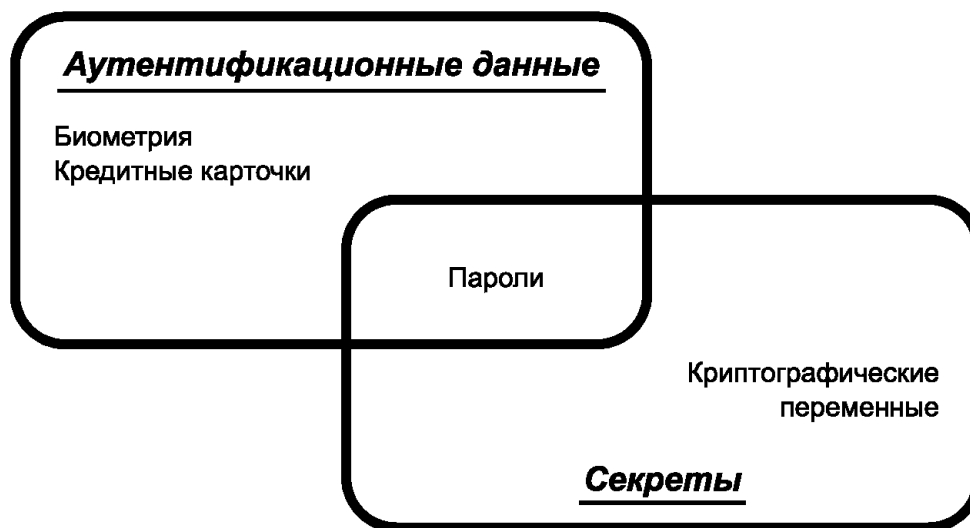 Аутентификационные данные
Биометрия
Кредитные карточки
Пароли
Криптографические
переменные
Секреты